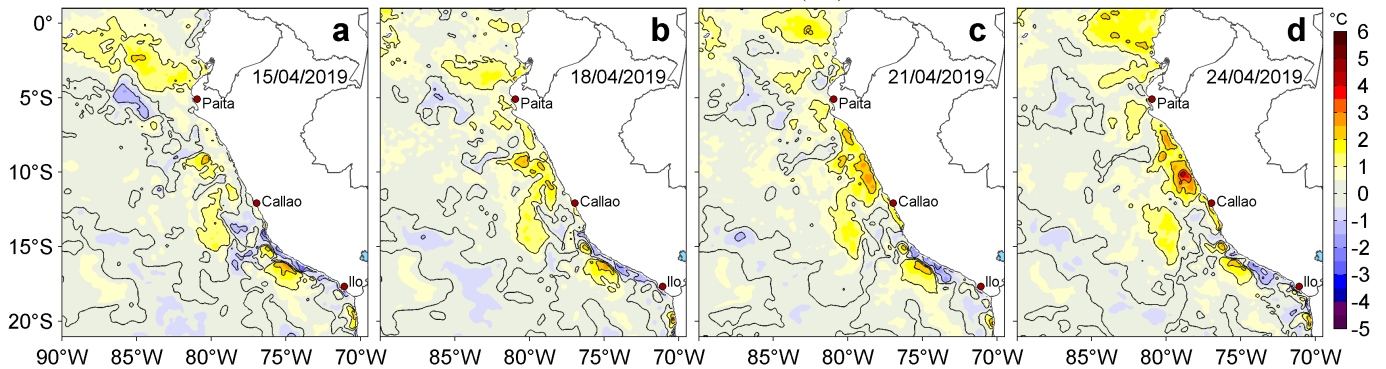 a
b
c
d
°C
0°
5°S
10°S
15°S
20°S
15/04/2019
18/04/2019
21/04/2019
24/04/2019
Paita
Paita
Paita
Paita
Callao
Callao
Callao
Callao
Ilo
Ilo
Ilo
Ilo
6
5
4
3
2
1
0
-1
-2
-3
-4
-5
90°W 85°W 80°W 75°W 70°W
85°W 80°W 75°W 70°W
85°W 80°W 75°W 70°W
85°W 80°W 75°W 70°W